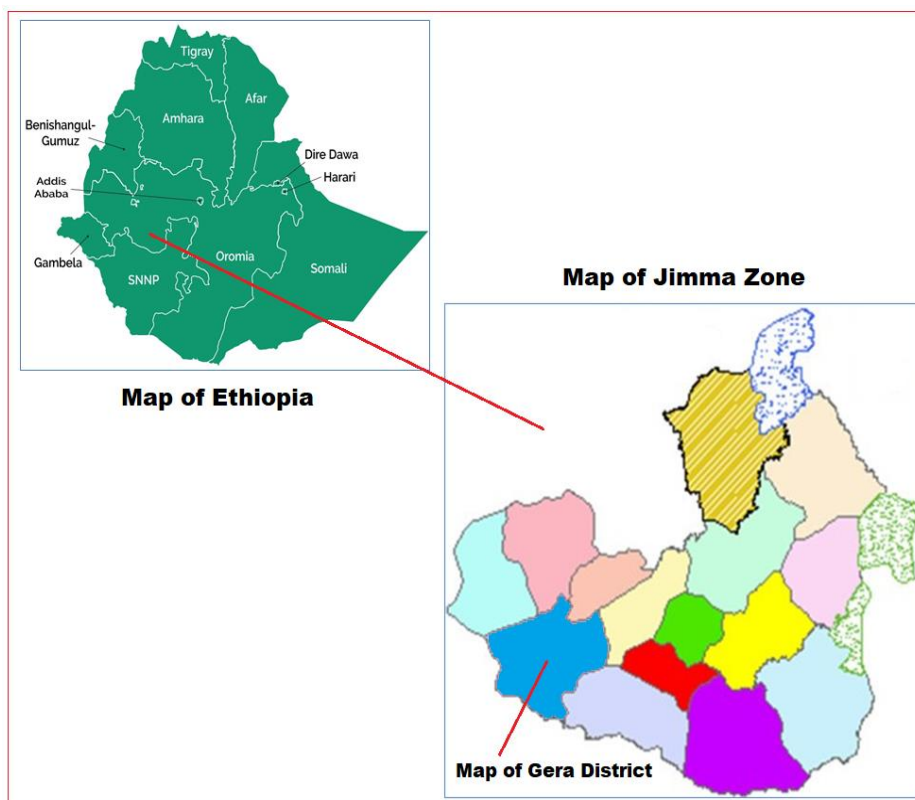 Tigray
Afar
Amhara
Benishangul-
Gumuz
Dire Dawa
Harari
Addis
Ababa
Gambela
Oromia
SNNP
Somali
Map of Ethiopia
Map of Jimma Zone
Map of Gera District